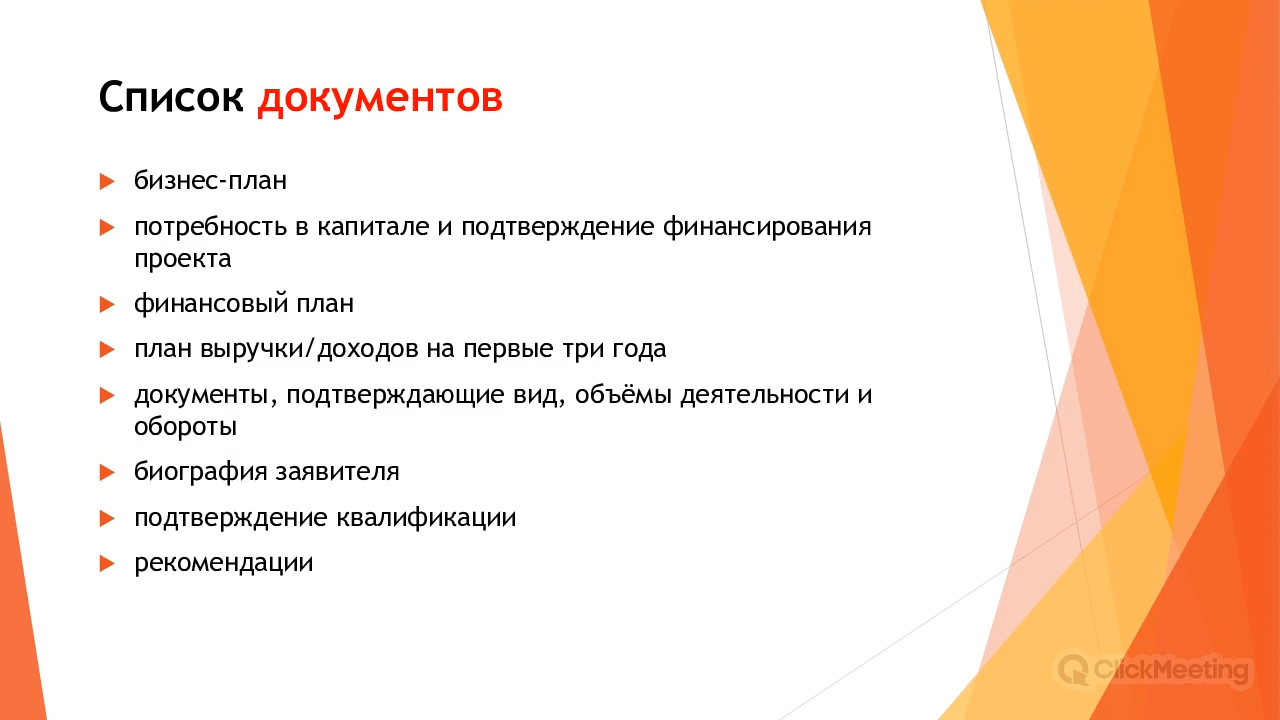 Список документов
бизнес-план
потребность в капитале и подтверждение финансирования
проекта
финансовый план
план выручки/доходов на первые три года
документы, подтверждающие вид, объёмы деятельности и
обороты
биография заявителя
подтверждение квалификации
рекомендации
ClickMeeting